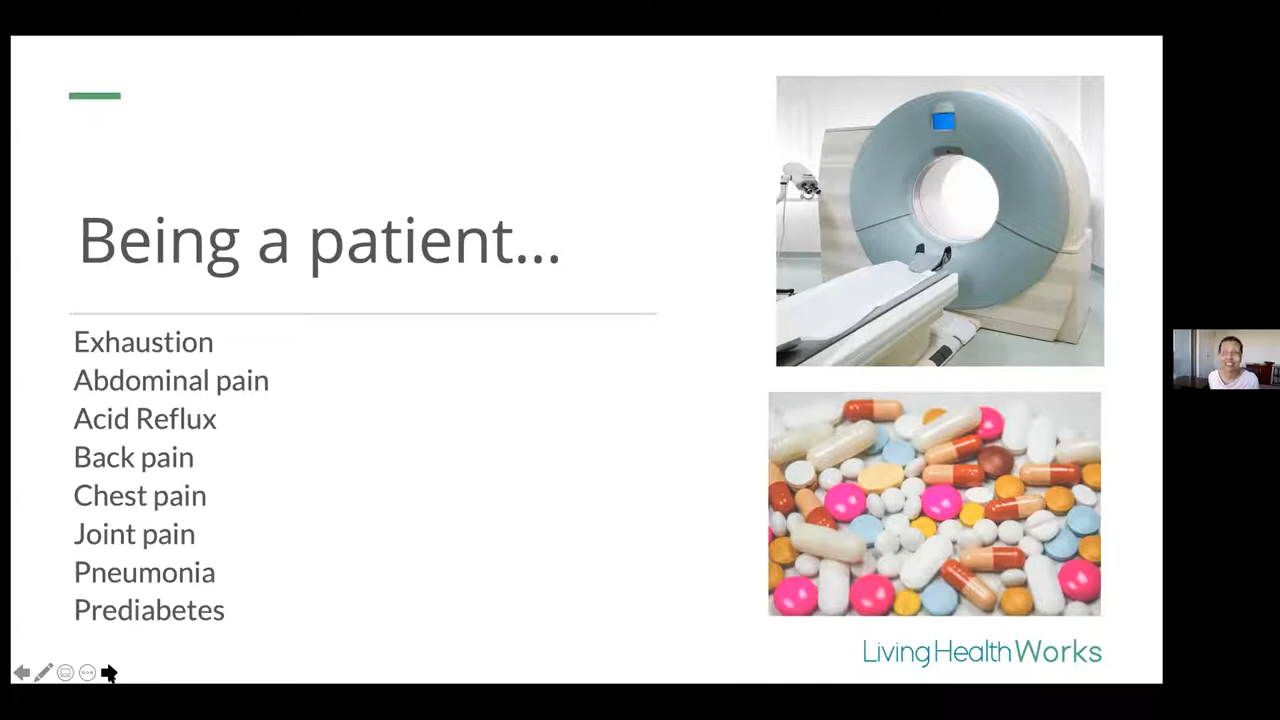 Being a patient...
Exhaustion
Abdominal pain
Acid Reflux
Back pain
Chest pain
Joint pain
Pneumonia
Prediabetes
LivingHealthWorks